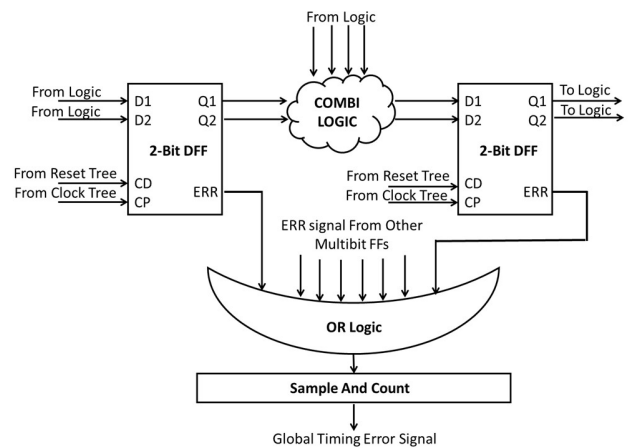 From Logic
From Logic
From Logic
D1
D2
Q1
Q2
2-Bit DFF
From Reset Tree
From Clock Tree
CD
CP
ERR
COMBI
LOGIC
D1
D2
Q1
Q2
To Logic
To Logic
2-Bit DFF
From Reset Tree
From Clock Tree
CD
CP
ERR
ERR signal From Other
Multibit FFs
OR Logic
Sample And Count
Global Timing Error Signal